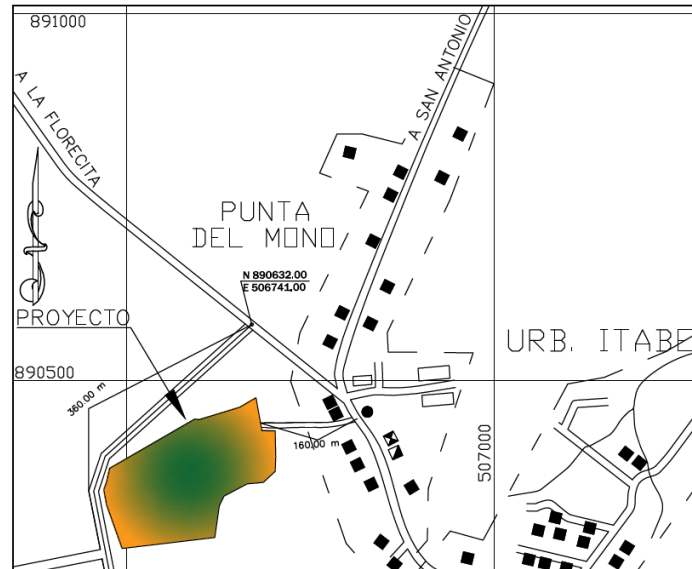 891000
A LA FLORECITA
A SAN ANTONIO
PUNTA
DEL MONO
N 890632.00
E 506741.00
PROYECTO
URB. ITABE
890500
360.00 m
160.00 m
507000